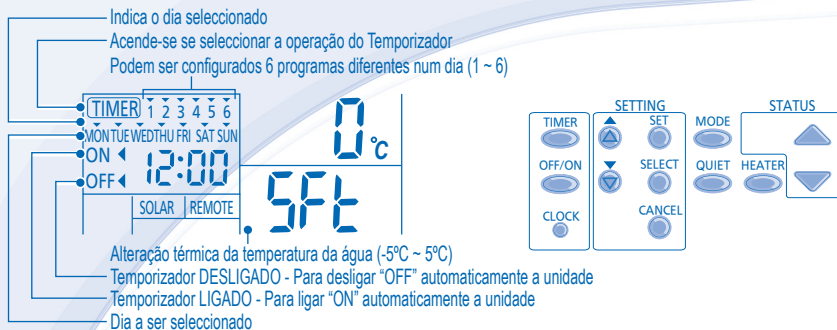 Indica o dia seleccionado
Acende-se se seleccionar a operação do Temporizador
Podem ser configurados 6 programas diferentes num dia (1 ~ 6)
TIMER 1 2 3 4 5 6
MON TUE WED THU FRI SAT SUN
ON
12:00
OFF
SOLAR REMOTE
0 °C
SFt
SETTING
STATUS
TIMER
SET
MODE
OFF/ON
SELECT
QUIET
HEATER
CLOCK
CANCEL
Alteração térmica da temperatura da água (-5ºC ~ 5ºC)
Temporizador DESLIGADO - Para desligar “OFF” automaticamente a unidade
Temporizador LIGADO - Para ligar “ON” automaticamente a unidade
Dia a ser seleccionado